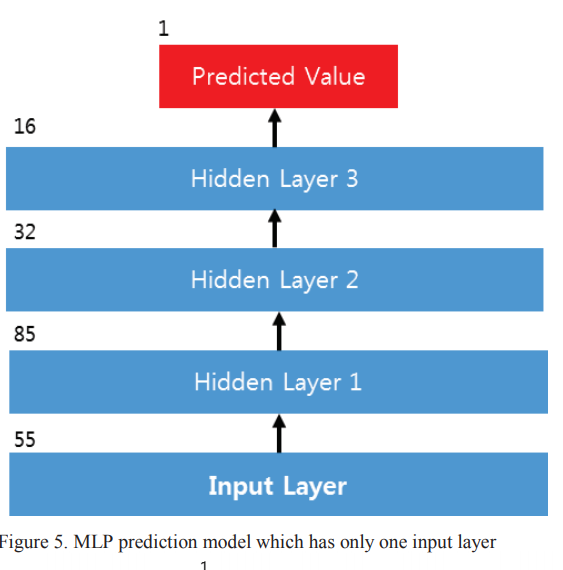 1
Predicted Value
16
Hidden Layer 3
32
Hidden Layer 2
85
Hidden Layer 1
55
Input Layer
Figure 5. MLP prediction model which has only one input layer
1